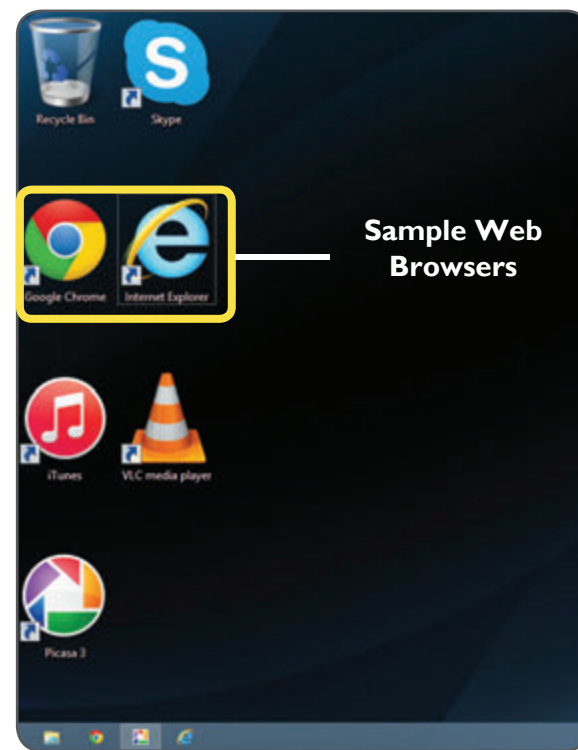 Recycle Bin
Skype
Google Chrome
Internet Explorer
Sample Web
Browsers
iTunes
VLC media player
Picasa 3